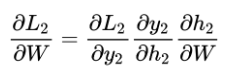 ∂L₂/∂W = ∂L₂/∂y₂ ∂y₂/∂h₂ ∂h₂/∂W